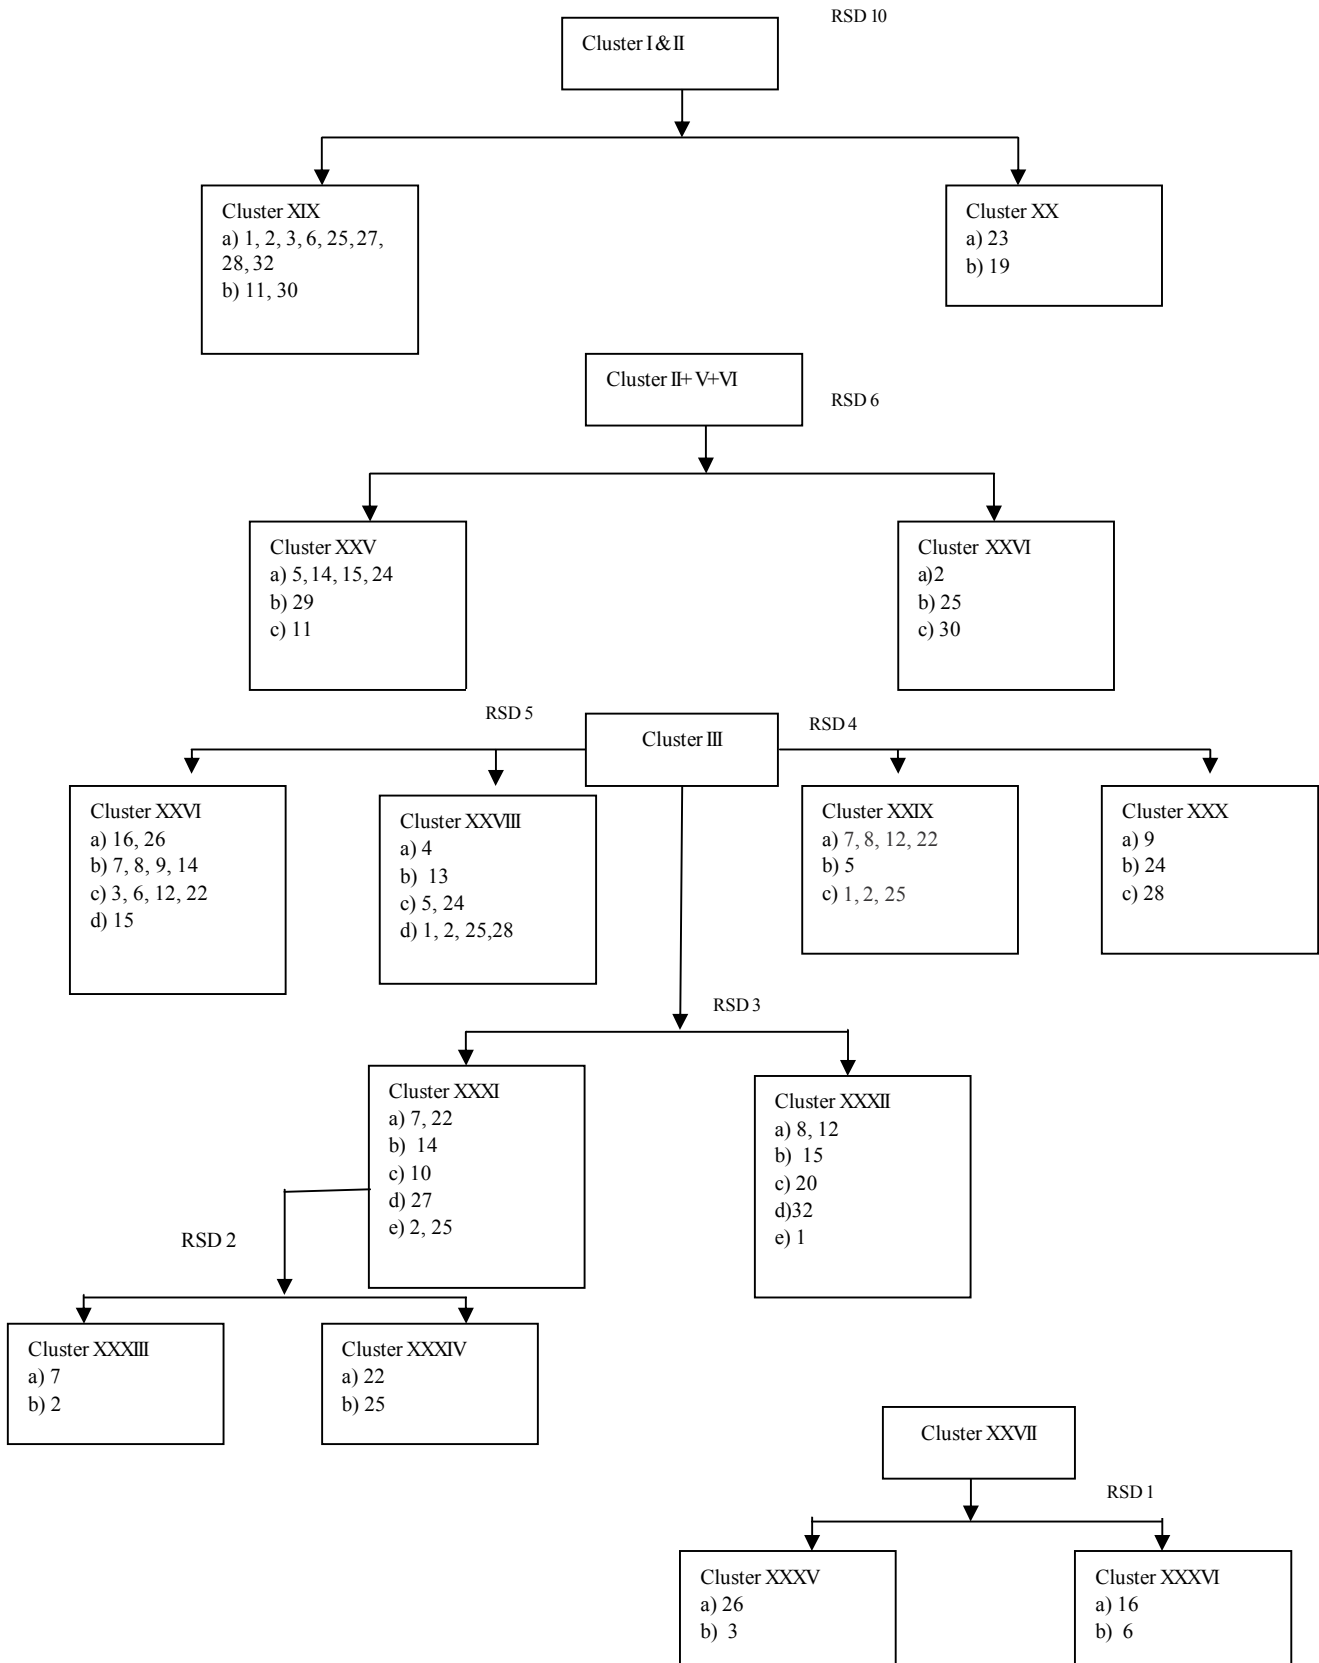 RSD 10
Cluster I & II
Cluster XIX
a) 1, 2, 3, 6, 25, 27,
28, 32
b) 11, 30
Cluster XX
a) 23
b) 19
Cluster II+ V+VI
RSD 6
Cluster XXV
a) 5, 14, 15, 24
b) 29
c) 11
Cluster XXVI
a)2
b) 25
c) 30
RSD 5
Cluster III
RSD 4
Cluster XXVI
a) 16, 26
b) 7, 8, 9, 14
c) 3, 6, 12, 22
d) 15
Cluster XXVIII
a) 4
b) 13
c) 5, 24
d) 1, 2, 25,28
Cluster XXIX
a) 7, 8, 12, 22
b) 5
c) 1, 2, 25
Cluster XXX
a) 9
b) 24
c) 28
RSD 3
Cluster XXXI
a) 7, 22
b) 14
c) 10
d) 27
e) 2, 25
Cluster XXXII
a) 8, 12
b) 15
c) 20
d)32
e) 1
RSD 2
Cluster XXXIII
a) 7
b) 2
Cluster XXXIV
a) 22
b) 25
Cluster XXVII
RSD 1
Cluster XXXV
a) 26
b) 3
Cluster XXXVI
a) 16
b) 6